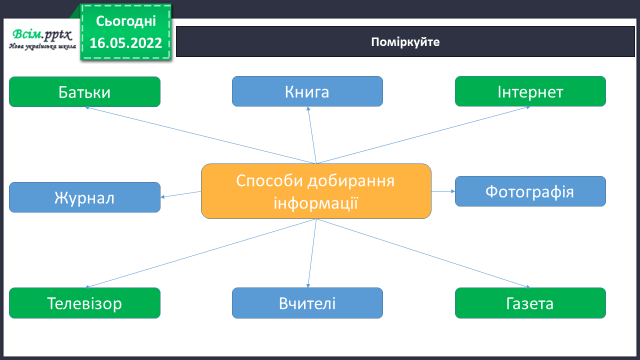 Всім.pptx
Нова українська школа
Сьогодні
16.05.2022
Поміркуйте
Батьки
Книга
Інтернет
Способи добирання
інформації
Журнал
Фотографія
Телевізор
Вчителі
Газета